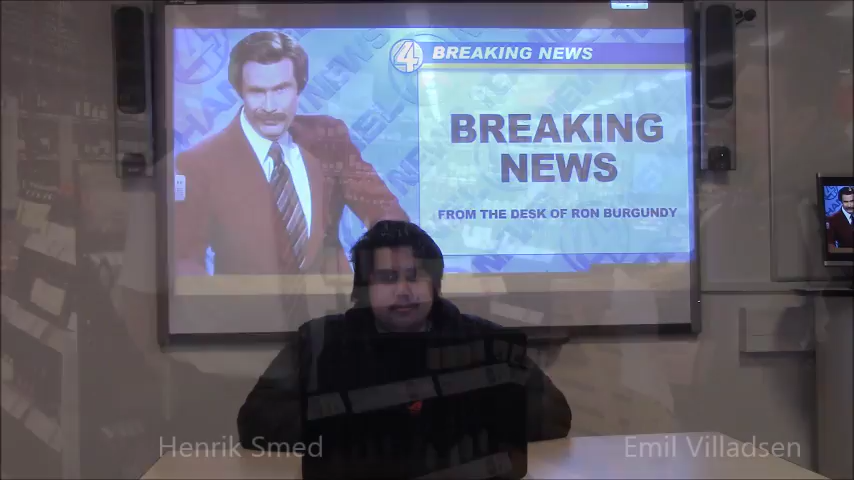 4 BREAKING NEWS
BREAKING
NEWS
FROM THE DESK OF RON BURGUNDY
Henrik Smed
Emil Villadsen